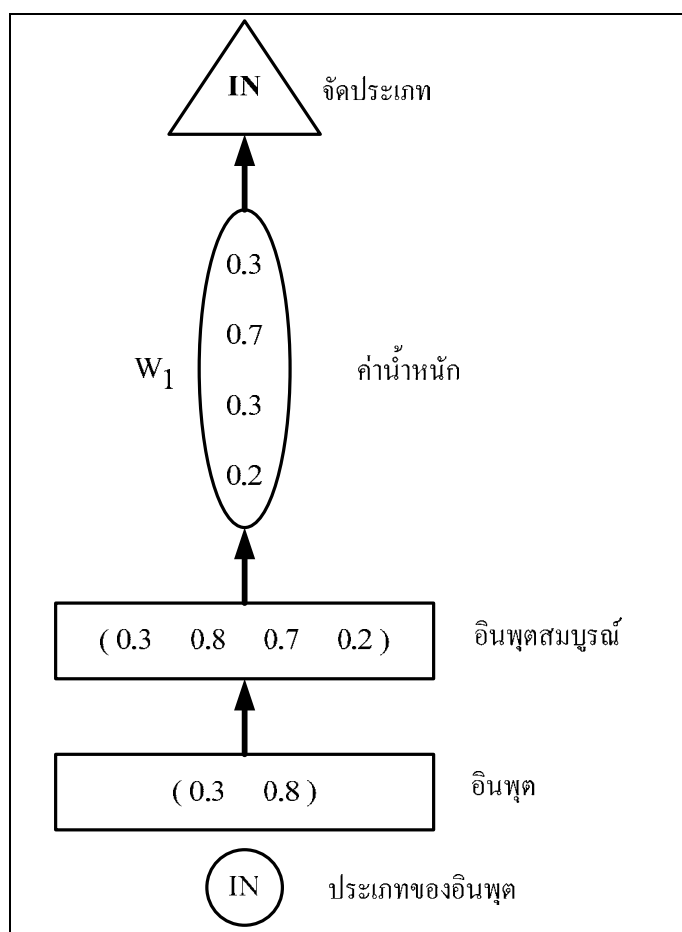 IN จัดประเภท
0.3
0.7
W1 ค่าน้ำหนัก
0.3
0.2
( 0.3 0.8 0.7 0.2 ) อินพุตสมบูรณ์
( 0.3 0.8 ) อินพุต
IN ประเภทของอินพุต